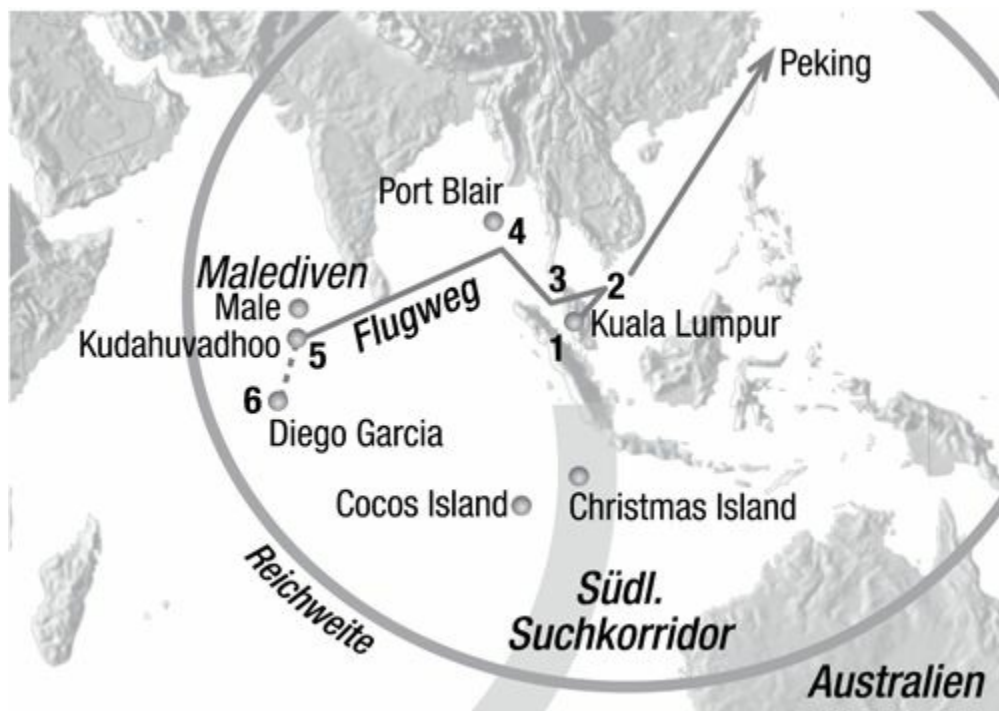 Peking
Port Blair
4
Malediven
3
2
Male
Flugweg
Kuala Lumpur
Kudahuvadhoo
5
1
6
Diego Garcia
Cocos Island
Christmas Island
Reichweite
Südl.
Suchkorridor
Australien